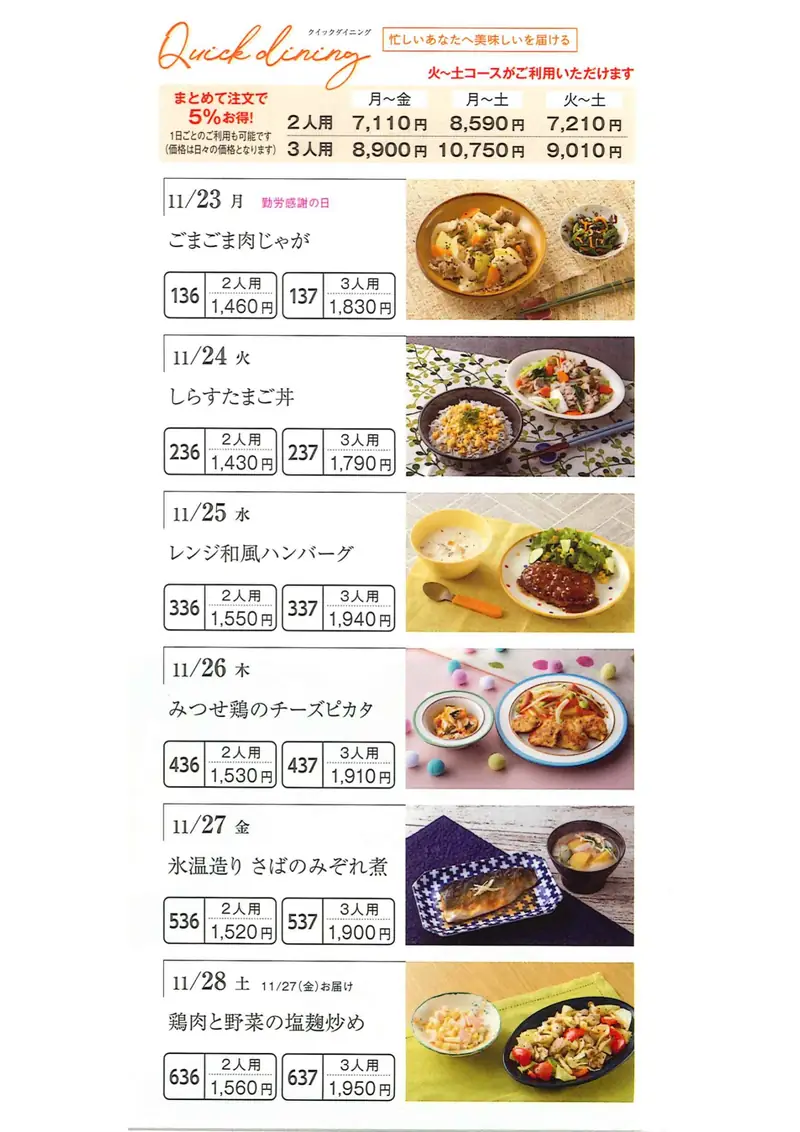 クイックダイニング
Quick dining
忙しいあなたへ美味しいを届ける
火~土コースがご利用いただけます
まとめて注文で
5%お得!
1日ごとのご利用も可能です
(価格は日々の価格となります)
月~金 月~土 火~土
2人用 7,110円 8,590円 7,210円
3人用 8,900円 10,750円 9,010円
11/23 月 勤労感謝の日
ごまごま肉じゃが
136 2人用 1,460円 137 3人用 1,830円
11/24 火
しらすたまご丼
236 2人用 1,430円 237 3人用 1,790円
11/25 水
レンジ和風ハンバーグ
336 2人用 1,550円 337 3人用 1,940円
11/26 木
みつせ鶏のチーズピカタ
436 2人用 1,530円 437 3人用 1,910円
11/27 金
氷温造り さばのみぞれ煮
536 2人用 1,520円 537 3人用 1,900円
11/28 土 11/27(金)お届け
鶏肉と野菜の塩麹炒め
636 2人用 1,560円 637 3人用 1,950円